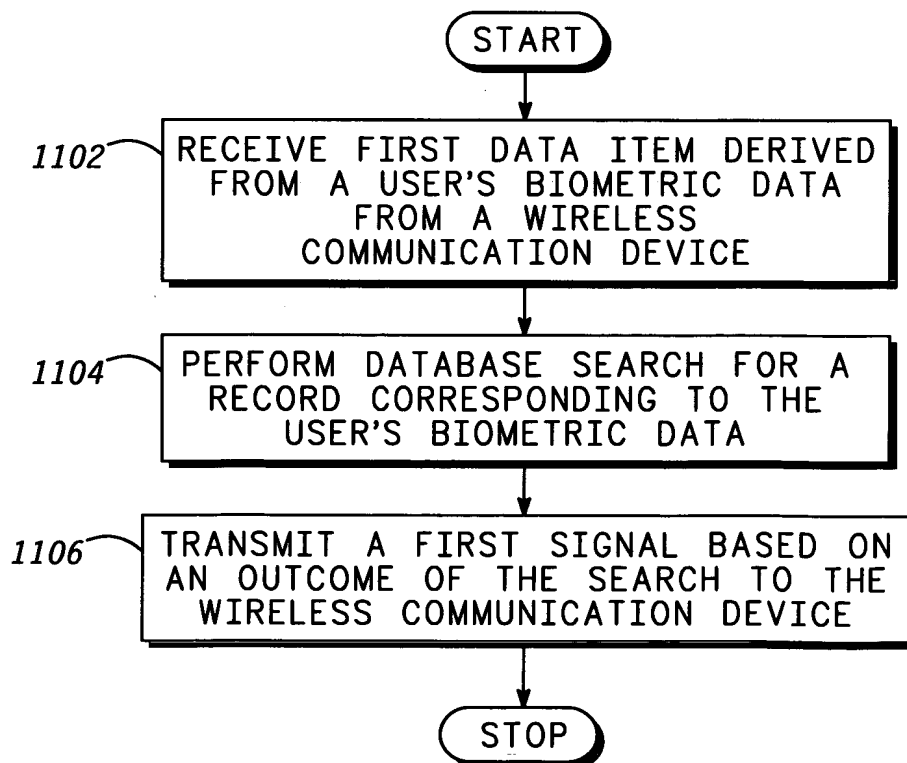 START
1102
RECEIVE FIRST DATA ITEM DERIVED
FROM A USER'S BIOMETRIC DATA
FROM A WIRELESS
COMMUNICATION DEVICE
1104
PERFORM DATABASE SEARCH FOR A
RECORD CORRESPONDING TO THE
USER'S BIOMETRIC DATA
1106
TRANSMIT A FIRST SIGNAL BASED ON
AN OUTCOME OF THE SEARCH TO THE
WIRELESS COMMUNICATION DEVICE
STOP